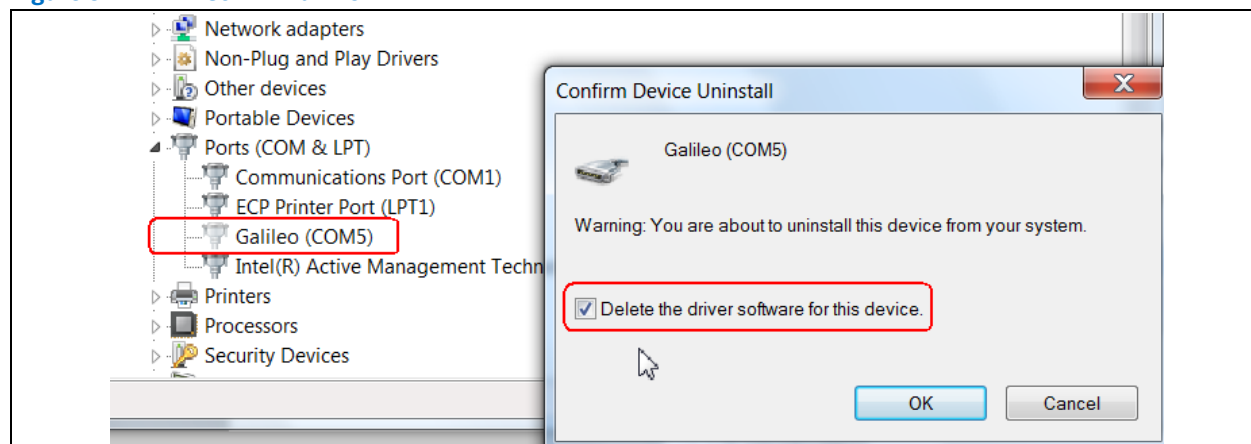 Network adapters
Non-Plug and Play Drivers
Other devices
Portable Devices
Ports (COM & LPT)
Communications Port (COM1)
ECP Printer Port (LPT1)
Galileo (COM5)
Intel(R) Active Management Techn
Printers
Processors
Security Devices
Confirm Device Uninstall
X
Galileo (COM5)
Warning: You are about to uninstall this device from your system.
Delete the driver software for this device.
OK
Cancel